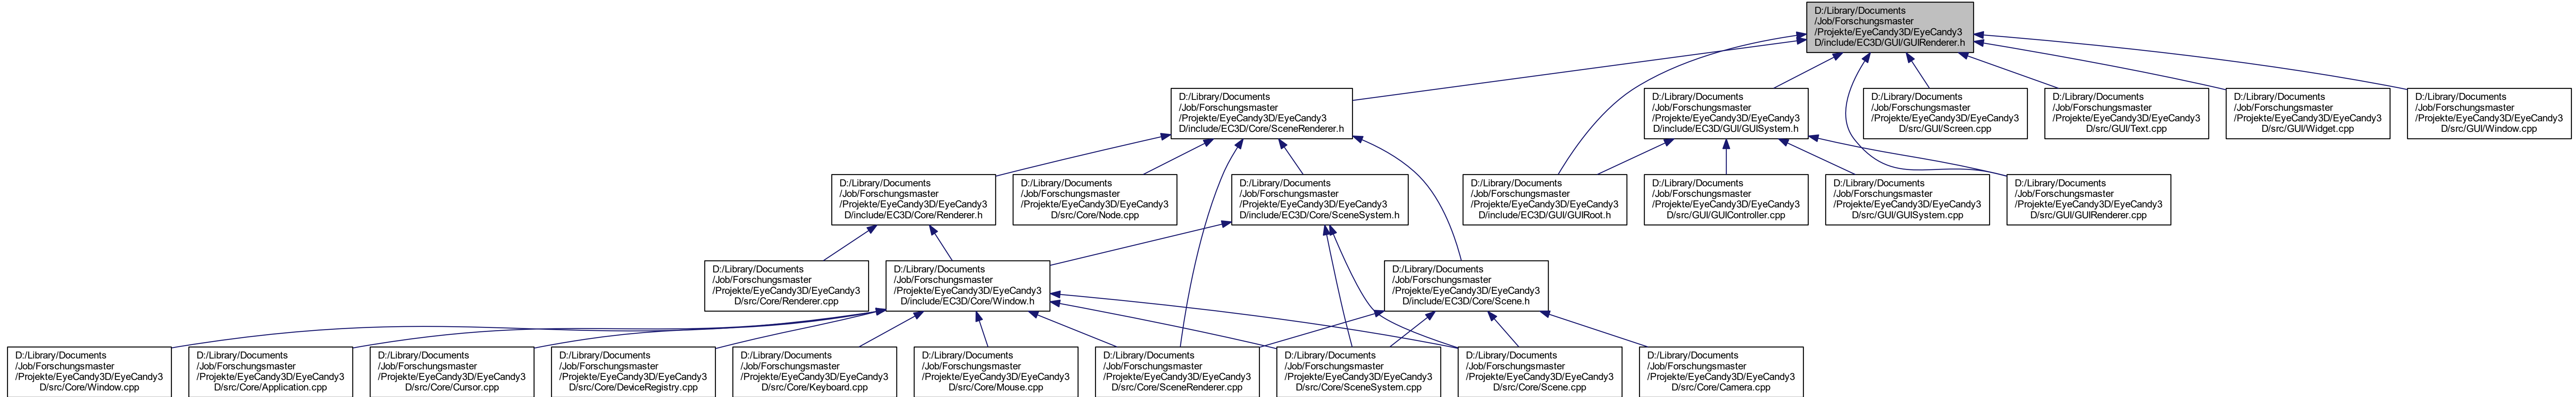 D:/Library/Documents
/Job/Forschungsmaster
/Projekte/EyeCandy3D/EyeCandy3
D/include/EC3D/GUI/GUIRenderer.h
D:/Library/Documents
/Job/Forschungsmaster
/Projekte/EyeCandy3D/EyeCandy3
D/include/EC3D/Core/SceneRenderer.h
D:/Library/Documents
/Job/Forschungsmaster
/Projekte/EyeCandy3D/EyeCandy3
D/include/EC3D/GUI/GUISystem.h
D:/Library/Documents
/Job/Forschungsmaster
/Projekte/EyeCandy3D/EyeCandy3
D/src/GUI/Screen.cpp
D:/Library/Documents
/Job/Forschungsmaster
/Projekte/EyeCandy3D/EyeCandy3
D/src/GUI/Text.cpp
D:/Library/Documents
/Job/Forschungsmaster
/Projekte/EyeCandy3D/EyeCandy3
D/src/GUI/Widget.cpp
D:/Library/Documents
/Job/Forschungsmaster
/Projekte/EyeCandy3D/EyeCandy3
D/src/GUI/Window.cpp
D:/Library/Documents
/Job/Forschungsmaster
/Projekte/EyeCandy3D/EyeCandy3
D/include/EC3D/Core/Renderer.h
D:/Library/Documents
/Job/Forschungsmaster
/Projekte/EyeCandy3D/EyeCandy3
D/src/Core/Node.cpp
D:/Library/Documents
/Job/Forschungsmaster
/Projekte/EyeCandy3D/EyeCandy3
D/include/EC3D/Core/SceneSystem.h
D:/Library/Documents
/Job/Forschungsmaster
/Projekte/EyeCandy3D/EyeCandy3
D/include/EC3D/GUI/GUIRoot.h
D:/Library/Documents
/Job/Forschungsmaster
/Projekte/EyeCandy3D/EyeCandy3
D/src/GUI/GUIController.cpp
D:/Library/Documents
/Job/Forschungsmaster
/Projekte/EyeCandy3D/EyeCandy3
D/src/GUI/GUISystem.cpp
D:/Library/Documents
/Job/Forschungsmaster
/Projekte/EyeCandy3D/EyeCandy3
D/src/GUI/GUIRenderer.cpp
D:/Library/Documents
/Job/Forschungsmaster
/Projekte/EyeCandy3D/EyeCandy3
D/src/Core/Renderer.cpp
D:/Library/Documents
/Job/Forschungsmaster
/Projekte/EyeCandy3D/EyeCandy3
D/include/EC3D/Core/Window.h
D:/Library/Documents
/Job/Forschungsmaster
/Projekte/EyeCandy3D/EyeCandy3
D/include/EC3D/Core/Scene.h
D:/Library/Documents
/Job/Forschungsmaster
/Projekte/EyeCandy3D/EyeCandy3
D/src/Core/Window.cpp
D:/Library/Documents
/Job/Forschungsmaster
/Projekte/EyeCandy3D/EyeCandy3
D/src/Core/Application.cpp
D:/Library/Documents
/Job/Forschungsmaster
/Projekte/EyeCandy3D/EyeCandy3
D/src/Core/Cursor.cpp
D:/Library/Documents
/Job/Forschungsmaster
/Projekte/EyeCandy3D/EyeCandy3
D/src/Core/DeviceRegistry.cpp
D:/Library/Documents
/Job/Forschungsmaster
/Projekte/EyeCandy3D/EyeCandy3
D/src/Core/Keyboard.cpp
D:/Library/Documents
/Job/Forschungsmaster
/Projekte/EyeCandy3D/EyeCandy3
D/src/Core/Mouse.cpp
D:/Library/Documents
/Job/Forschungsmaster
/Projekte/EyeCandy3D/EyeCandy3
D/src/Core/SceneRenderer.cpp
D:/Library/Documents
/Job/Forschungsmaster
/Projekte/EyeCandy3D/EyeCandy3
D/src/Core/SceneSystem.cpp
D:/Library/Documents
/Job/Forschungsmaster
/Projekte/EyeCandy3D/EyeCandy3
D/src/Core/Scene.cpp
D:/Library/Documents
/Job/Forschungsmaster
/Projekte/EyeCandy3D/EyeCandy3
D/src/Core/Camera.cpp